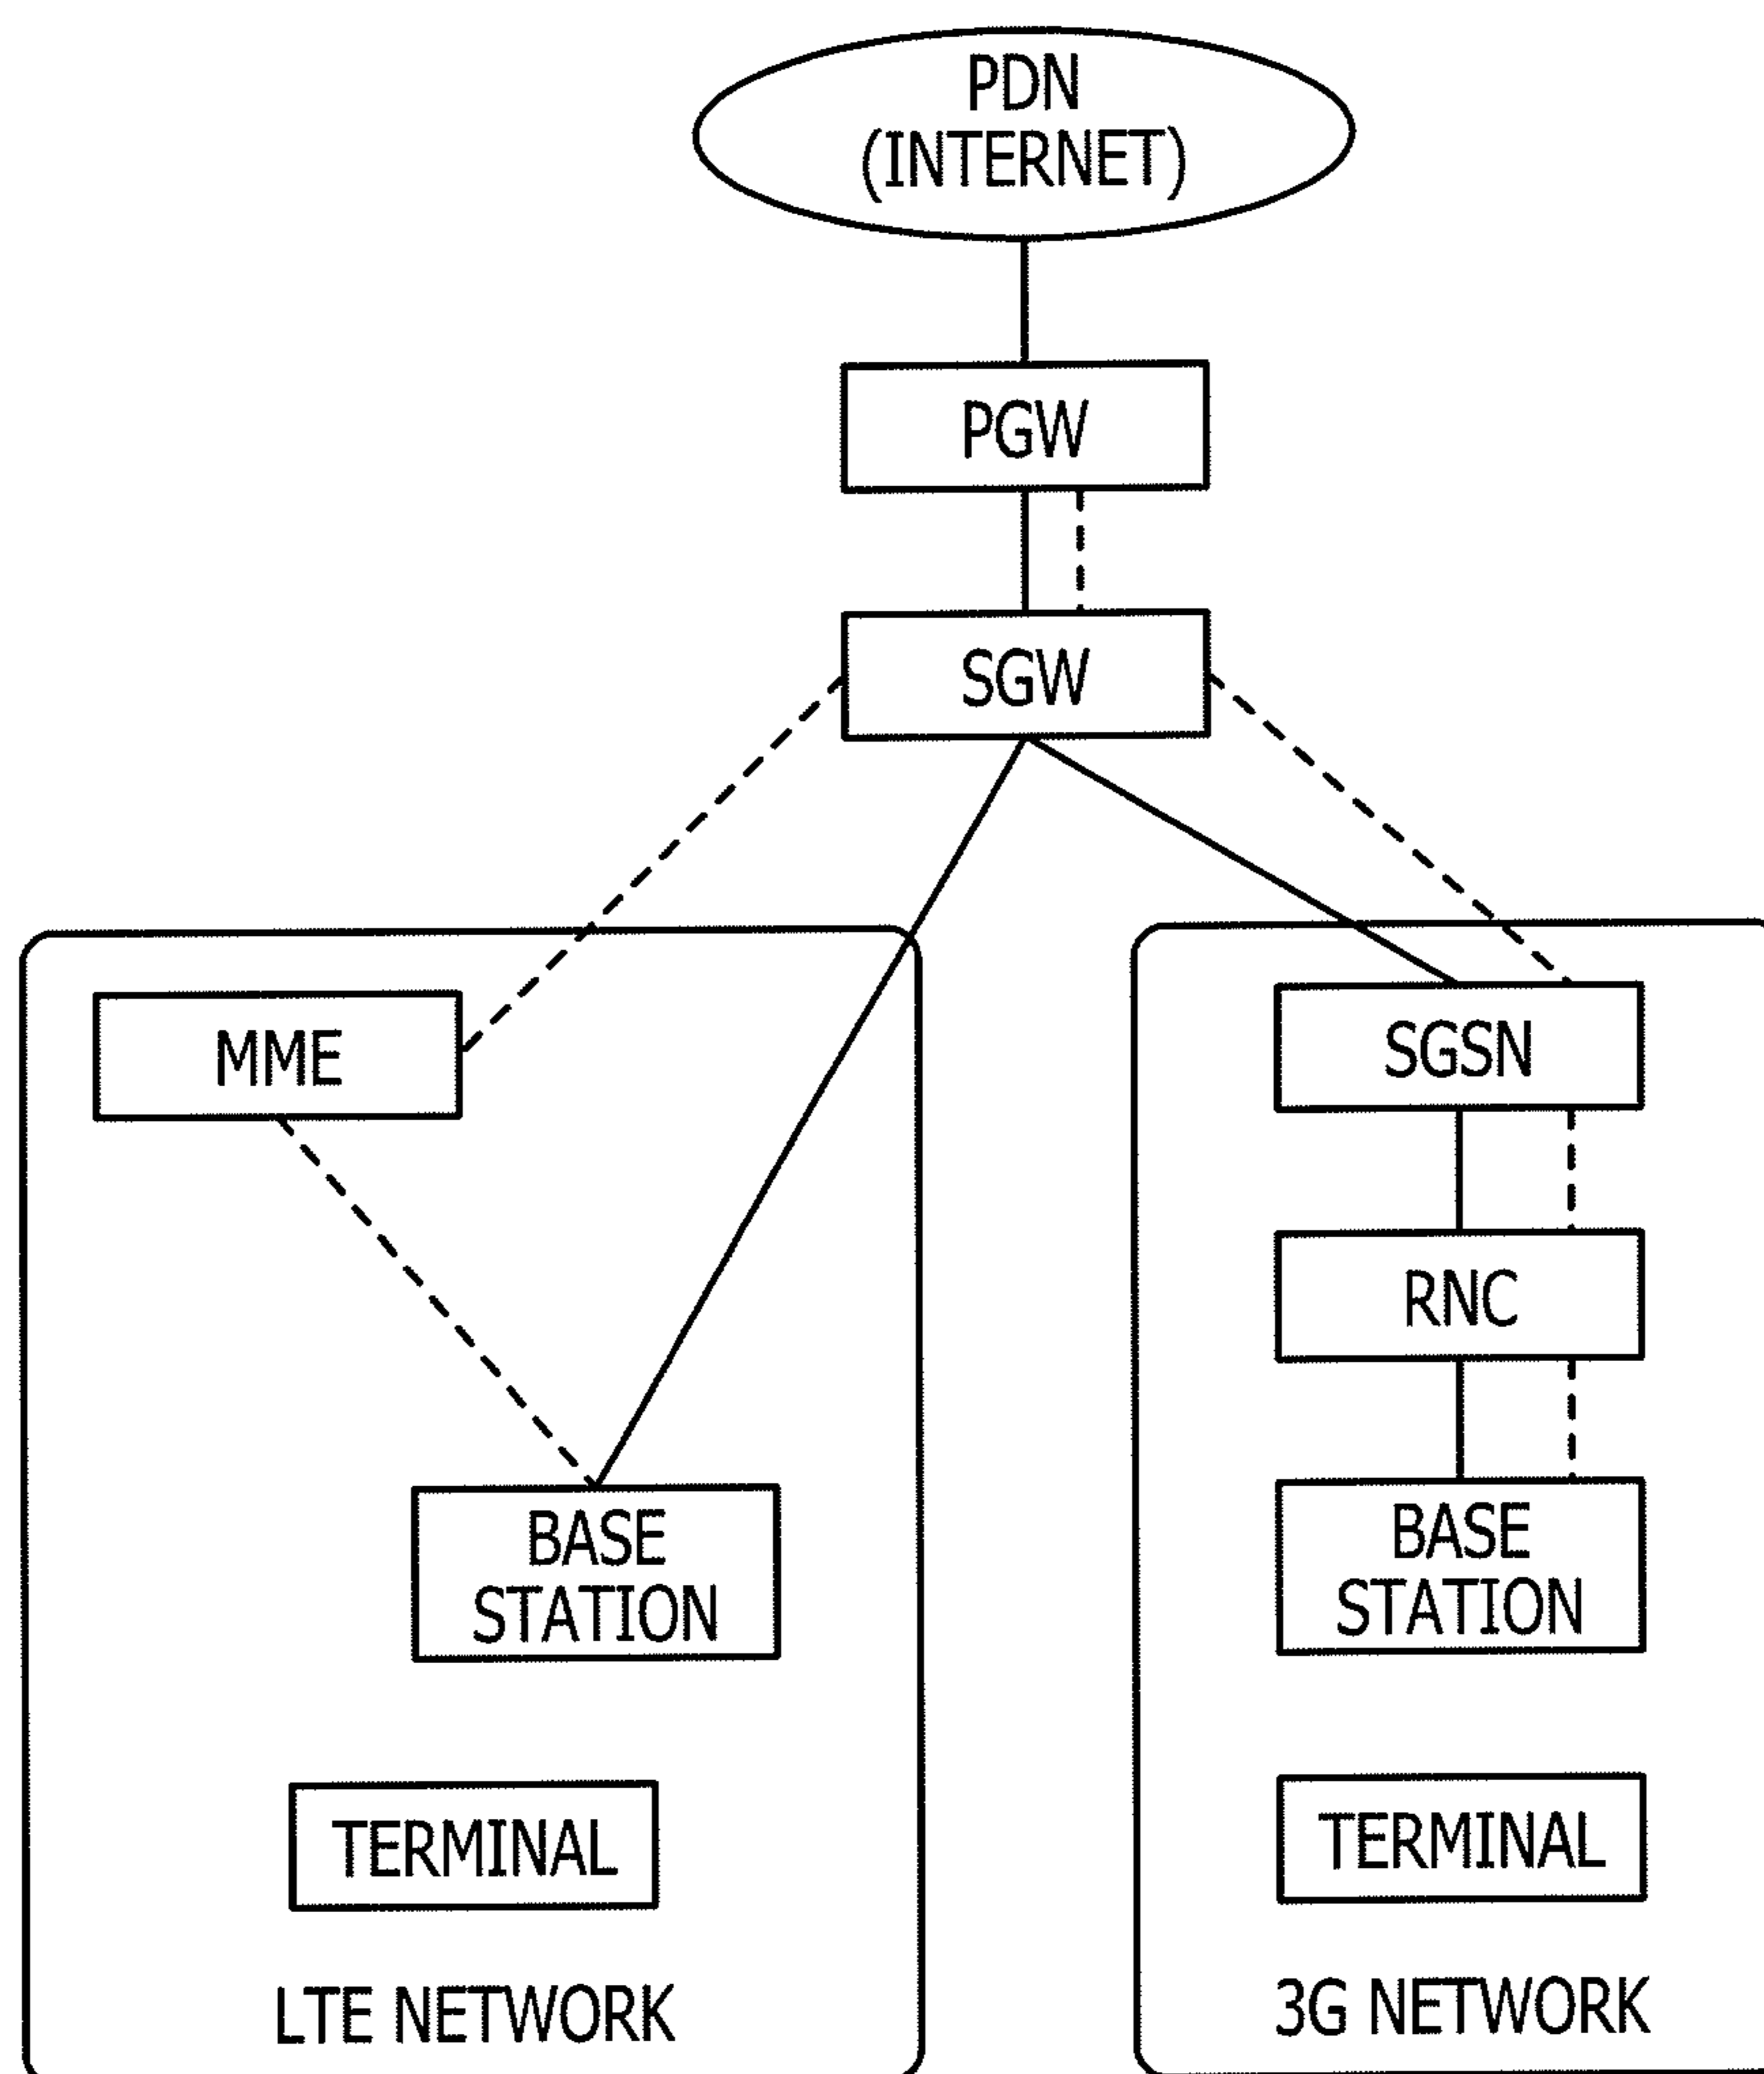 PDN
(INTERNET)
PGW
SGW
MME
BASE
STATION
TERMINAL
LTE NETWORK
SGSN
RNC
BASE
STATION
TERMINAL
3G NETWORK